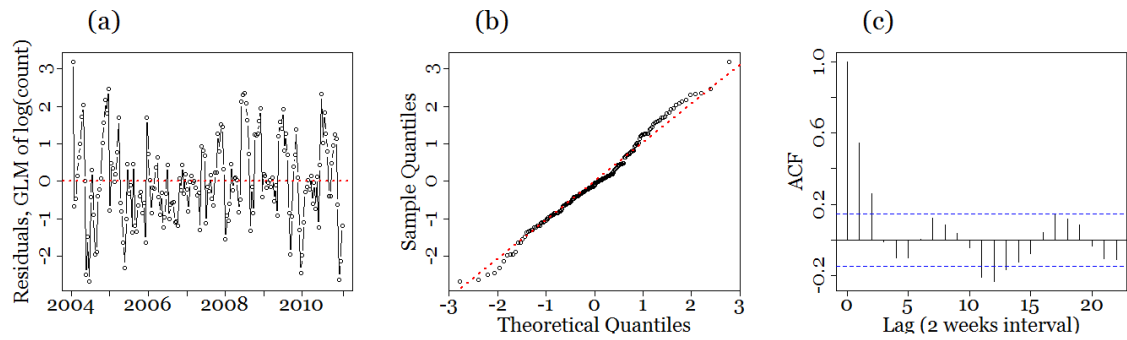 (a)
Residuals, GLM of log(count)
3
2
1
0
-1
-2
2004 2006 2008 2010
(b)
Sample Quantiles
3
2
1
0
-1
-2
-3 -2 -1 0 1 2 3
Theoretical Quantiles
(c)
ACF
1.0
0.6
0.2
-0.2
0 5 10 15 20
Lag (2 weeks interval)